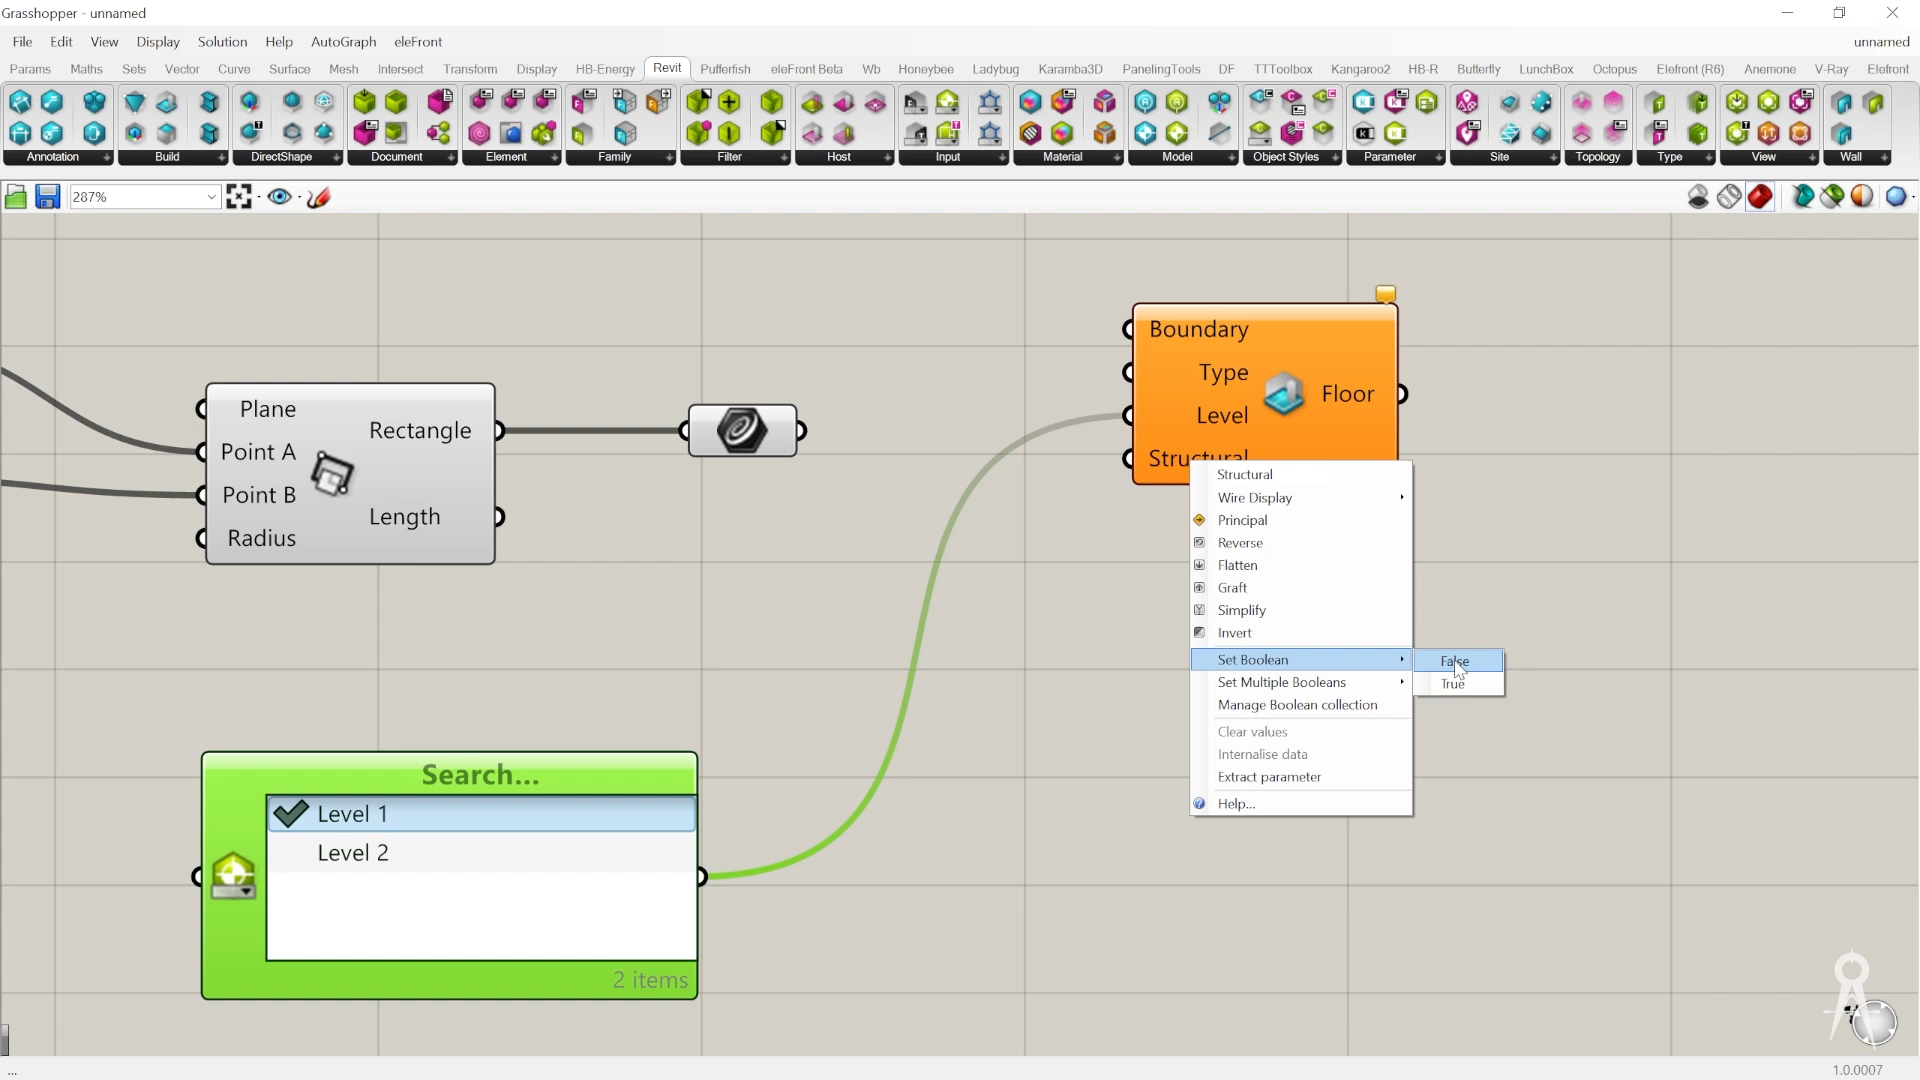 Grasshopper - unnamed
File Edit View Display Solution Help AutoGraph eleFront unnamed
Params Maths Sets Vector Curve Surface Mesh Intersect Transform Display HB-Energy Revit Pufferfish eleFront Beta Wb Honeybee Ladybug Karamba3D PanelingTools DF TTToolbox Kangaroo2 HB-R Butterfly LunchBox Octopus Elefront (R6) Anemone V-Ray Elefront
Annotation Build DirectShape Document Element Family Filter Host Input Material Model Object Styles Parameter Site Topology Type View Wall
287%
Boundary
Type
Level
Structural
Floor
Plane
Point A
Point B
Radius
Rectangle
Length
Structural
Wire Display
Principal
Reverse
Flatten
Graft
Simplify
Invert
Set Boolean
False
Set Multiple Booleans
True
Manage Boolean collection
Clear values
Internalise data
Extract parameter
Help...
Search...
Level 1
Level 2
2 items
...
1.0.0007